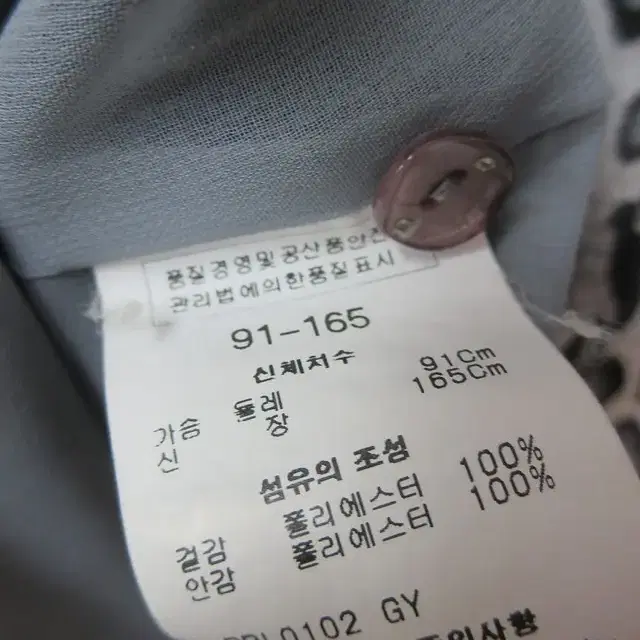 품질경영및공산품안전
관리법에의한품질표시
91-165
신체치수
가슴 둘레 91Cm
신 장 165Cm
섬유의 조성
겉감 폴리에스터 100%
안감 폴리에스터 100%
0102 GY